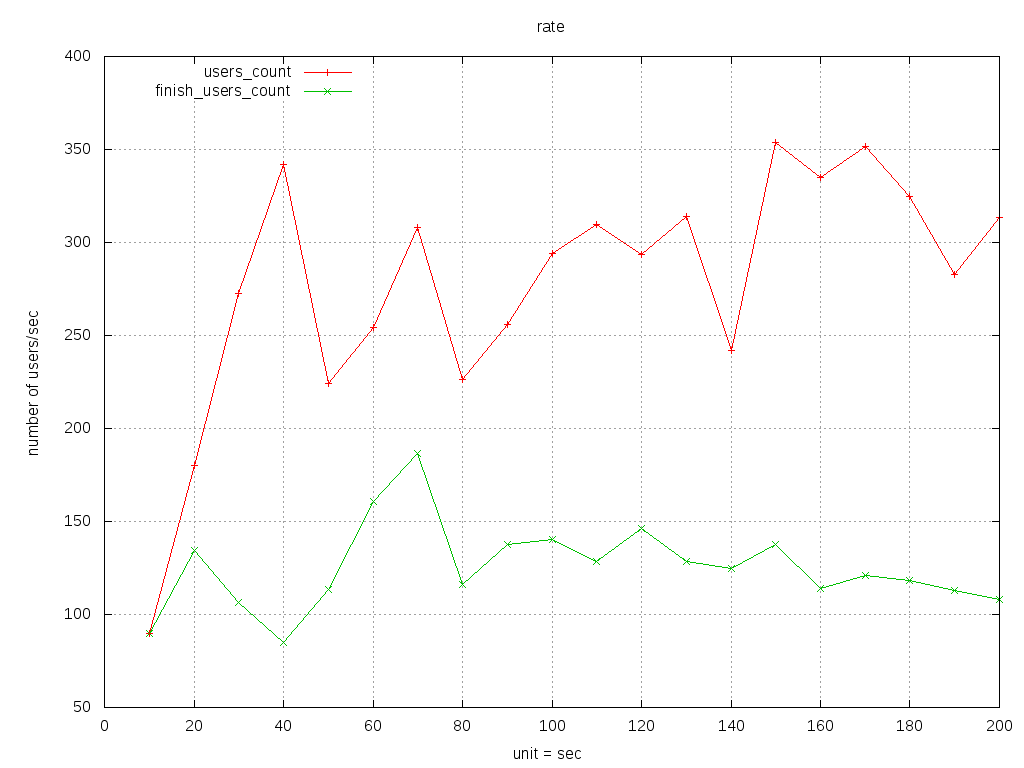 rate
400
users_count
finish_users_count
350
300
250
number of users/sec
200
150
100
50
0 20 40 60 80 100 120 140 160 180 200
unit = sec